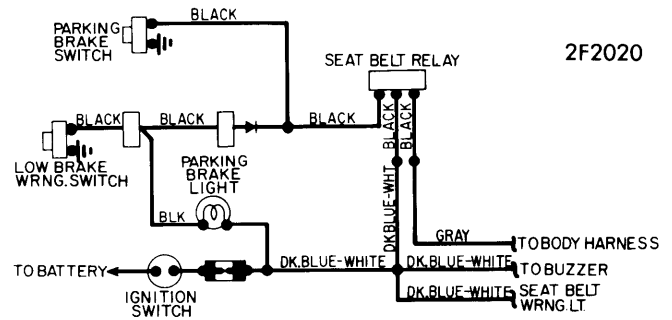 BLACK
PARKING
BRAKE
SWITCH
2F2020
SEAT BELT RELAY
BLACK
BLACK
BLACK
BLACK
BLACK
LOW BRAKE
WRNG. SWITCH
PARKING
BRAKE
LIGHT
BLK
DK.BLUE-WHT
GRAY
TO BODY HARNESS
TO BATTERY
DK.BLUE-WHITE
DK.BLUE-WHITE
TO BUZZER
IGNITION
SWITCH
DK.BLUE-WHITE
SEAT BELT
WRNG. LT.